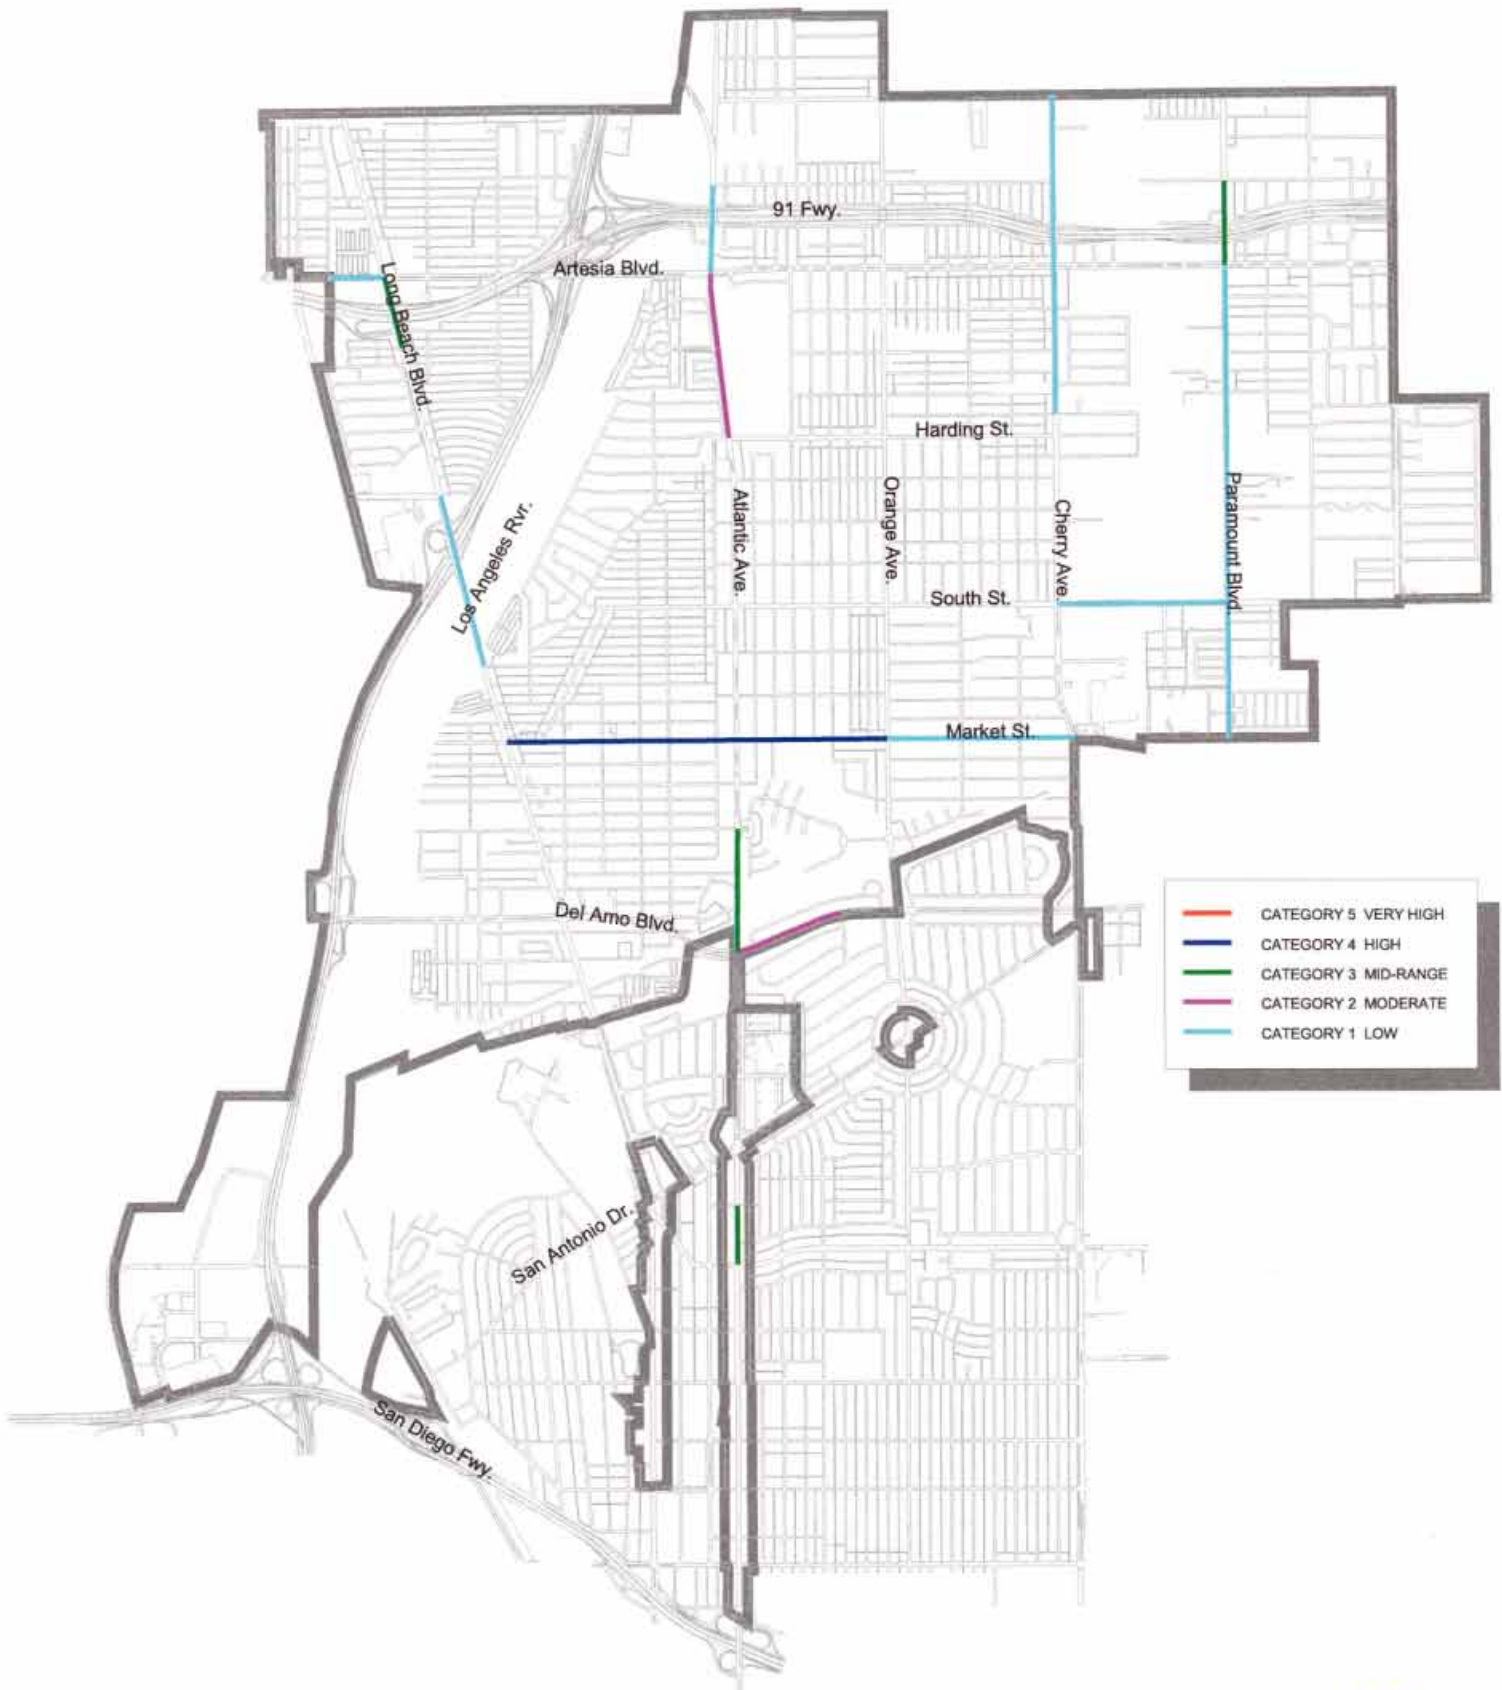 91 Fwy.
Artesia Blvd.
Long Beach Blvd.
Harding St.
Los Angeles Rvr.
Atlantic Ave.
Orange Ave.
Cherry Ave.
Paramount Blvd.
South St.
Market St.
Del Amo Blvd.
CATEGORY 5 VERY HIGH
CATEGORY 4 HIGH
CATEGORY 3 MID-RANGE
CATEGORY 2 MODERATE
CATEGORY 1 LOW
San Antonio Dr.
San Diego Fwy.